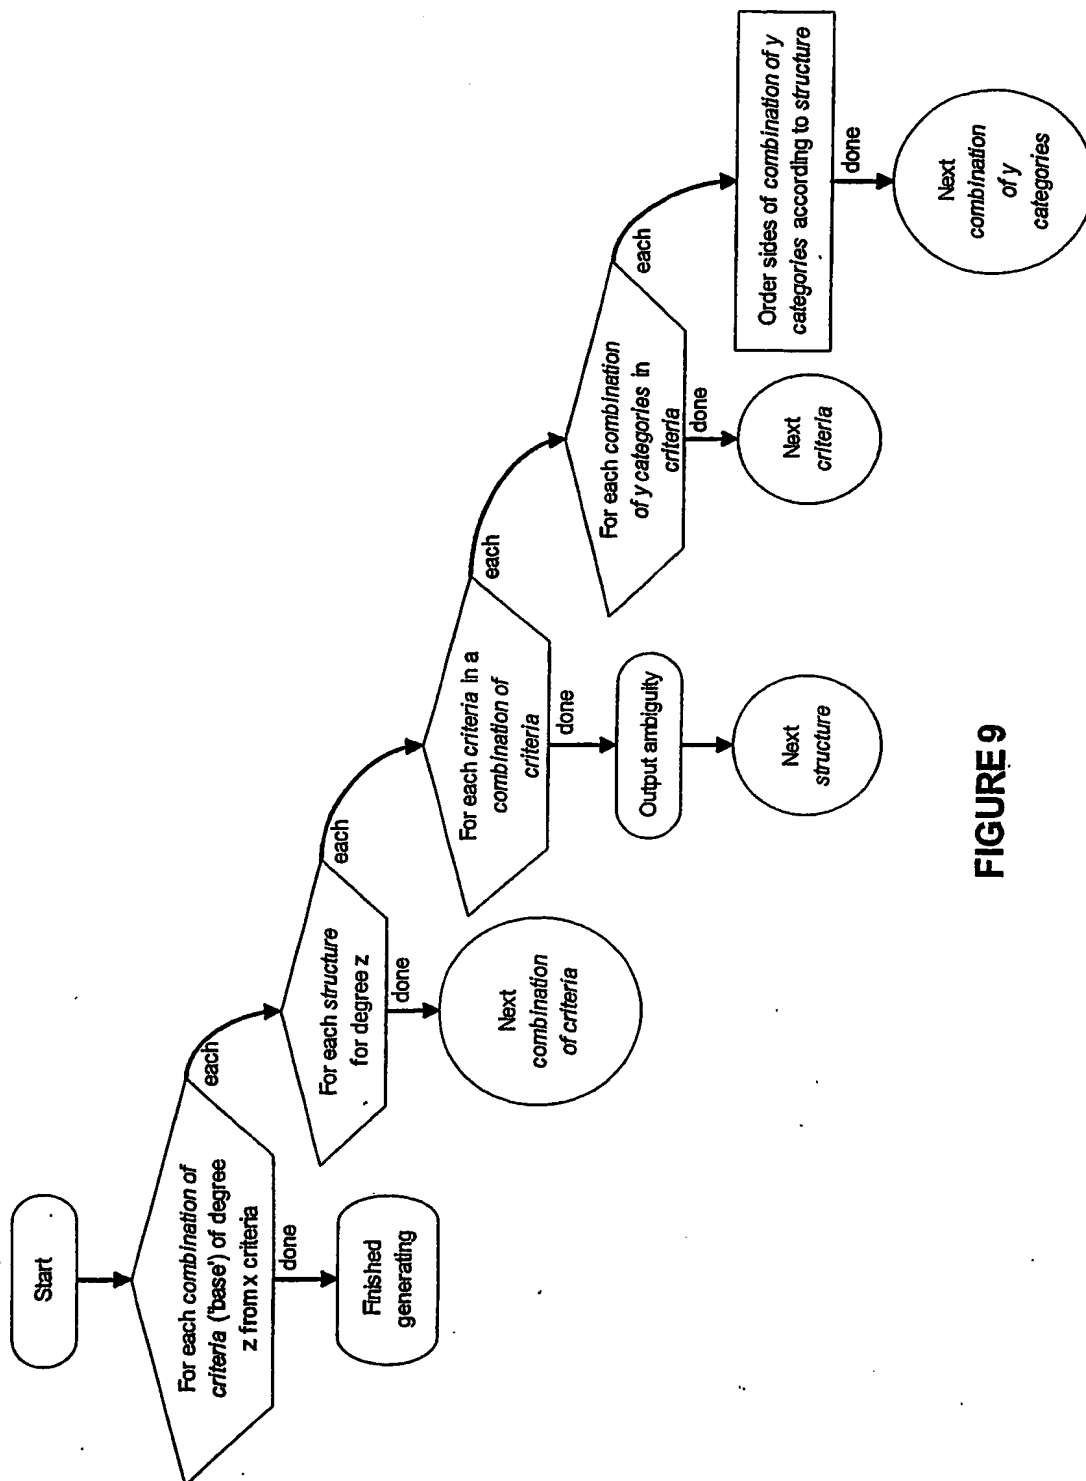 Start
For each combination of
criteria ('base') of degree
z from x criteria
each
done
Finished
generating
For each structure
for degree z
each
done
Next
combination
of criteria
For each criteria in a
combination of
criteria
each
done
Output ambiguity
Next
structure
For each combination
of y categories in
criteria
each
done
Next
criteria
Order sides of combination of y
categories according to structure
done
Next
combination
of y
categories
FIGURE 9